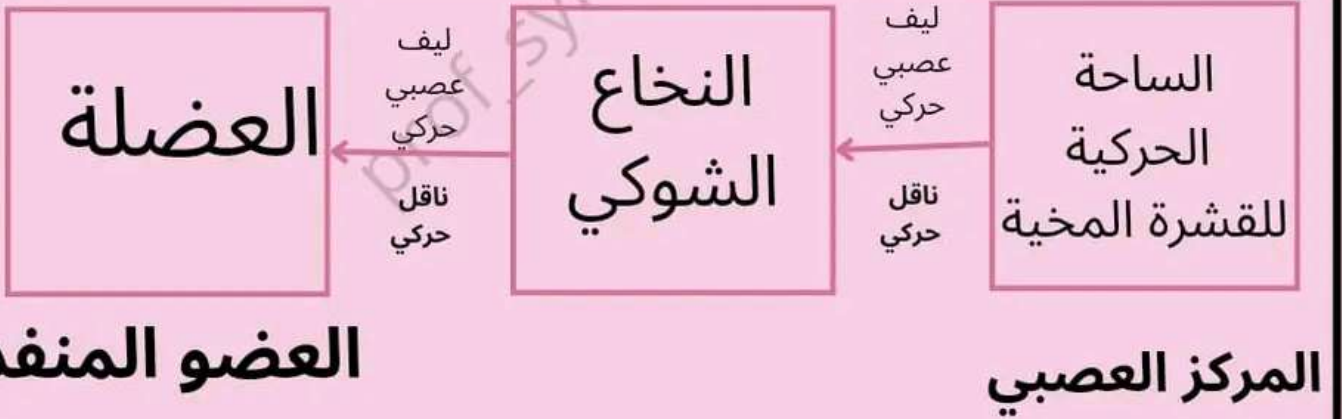 الساحة
الحركية
للقشرة المخية
ليف
عصبي
حركي
ناقل
حركي
النخاع
الشوكي
ليف
عصبي
حركي
ناقل
حركي
العضلة
المركز العصبي
العضو